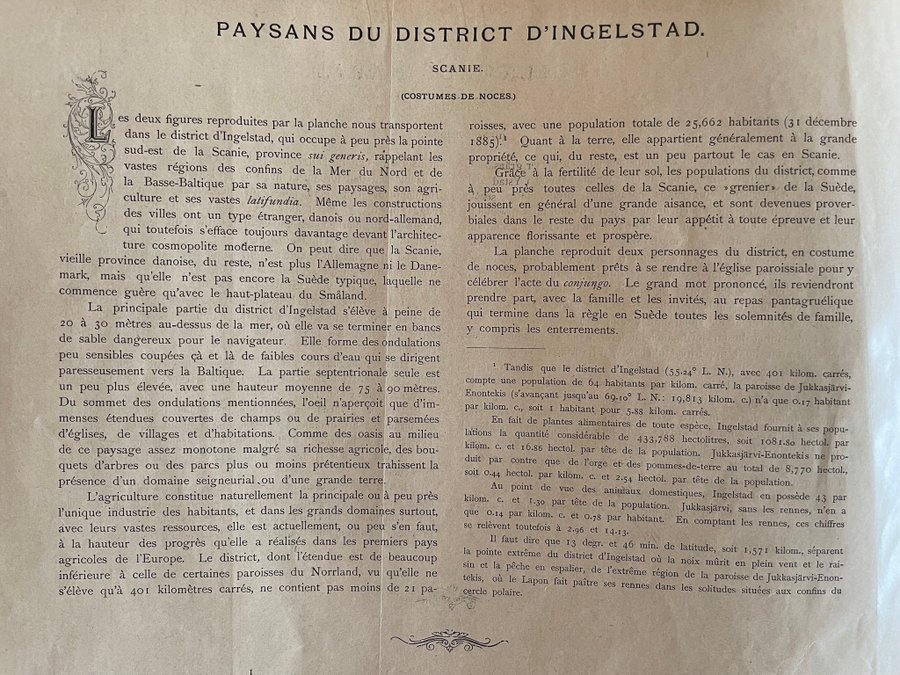 PAYSANS DU DISTRICT D'INGELSTAD.
SCANIE.
(COSTUMES DE NOCES.)
Les deux figures reproduites par la planche nous transportent
dans le district d'Ingelstad, qui occupe à peu près la pointe
sud-est de la Scanie, province sui generis, rappelant les
vastes régions des confins de la Mer du Nord et de
la Basse-Baltique par sa nature, ses paysages, son agri-
culture et ses vastes latifundia. Même les constructions
des villes ont un type étranger, danois ou nord-allemand,
qui toutefois s'efface toujours davantage devant l'architec-
ture cosmopolite moderne. On peut dire que la Scanie,
vieille province danoise, du reste, n'est plus l'Allemagne ni le Dane-
mark, mais qu'elle n'est pas encore la Suède typique, laquelle ne
commence guère qu'avec le haut-plateau du Småland.
La principale partie du district d'Ingelstad s'élève à peine de
20 à 30 mètres au-dessus de la mer, où elle va se terminer en bancs
de sable dangereux pour le navigateur. Elle forme des ondulations
peu sensibles coupées çà et là de faibles cours d'eau qui se dirigent
paresseusement vers la Baltique. La partie septentrionale seule est
un peu plus élevée, avec une hauteur moyenne de 75 à 90 mètres.
Du sommet des ondulations mentionnées, l'oeil n'aperçoit que d'im-
menses étendues couvertes de champs ou de prairies et parsemées
d'églises, de villages et d'habitations. Comme des oasis au milieu
de ce paysage assez monotone malgré sa richesse agricole, des bou-
quets d'arbres ou des parcs plus ou moins prétentieux trahissent la
présence d'un domaine seigneurial ou d'une grande terre.
L'agriculture constitue naturellement la principale ou à peu près
l'unique industrie des habitants, et dans les grands domaines surtout,
avec leurs vastes ressources, elle est actuellement, ou peu s'en faut,
à la hauteur des progrès qu'elle a réalisés dans les premiers pays
agricoles de l'Europe. Le district, dont l'étendue est de beaucoup
inférieure à celle de certaines paroisses du Norrland, vu qu'elle ne
s'élève qu'à 401 kilomètres carrés, ne contient pas moins de 21 pa-
roisses, avec une population totale de 25,662 habitants (31 décembre
1885).¹ Quant à la terre, elle appartient généralement à la grande
propriété, ce qui, du reste, est un peu partout le cas en Scanie.
Grâce à la fertilité de leur sol, les populations du district, comme
à peu près toutes celles de la Scanie, ce »grenier» de la Suède,
jouissent en général d'une grande aisance, et sont devenues prover-
biales dans le reste du pays par leur appétit à toute épreuve et leur
apparence florissante et prospère.
La planche reproduit deux personnages du district, en costume
de noces, probablement prêts à se rendre à l'église paroissiale pour y
célébrer l'acte du conjungo. Le grand mot prononcé, ils reviendront
prendre part, avec la famille et les invités, au repas pantagruélique
qui termine dans la règle en Suède toutes les solemnités de famille,
y compris les enterrements.
¹ Tandis que le district d'Ingelstad (55.24° L. N.), avec 401 kilom. carrés,
compte une population de 64 habitants par kilom. carré, la paroisse de Jukkasjärvi-
Enontekis (s'avançant jusqu'au 69.10° L. N.: 19,813 kilom. c.) n'a que 0.17 habitant
par kilom. c., soit 1 habitant pour 5.88 kilom. carrés.
En fait de plantes alimentaires de toute espèce, Ingelstad fournit à ses popu-
lations la quantité considérable de 433,788 hectolitres, soit 1081.80 hectol. par
kilom. c. et 16.86 hectol. par tête de la population. Jukkasjärvi-Enontekis ne pro-
duit par contre que de l'orge et des pommes-de-terre au total de 8,770 hectol.,
soit 0.44 hectol. par kilom. c. et 2.54 hectol. par tête de la population.
Au point de vue des animaux domestiques, Ingelstad en possède 43 par
kilom. c. et 1.30 par tête de la population. Jukkasjärvi, sans les rennes, n'en a
que 0.14 par kilom. c. et 0.78 par habitant. En comptant les rennes, ces chiffres
se relèvent toutefois à 2.96 et 14.13.
Il faut dire que 13 degr. et 46 min. de latitude, soit 1,571 kilom., séparent
la pointe extrême du district d'Ingelstad où la noix mûrit en plein vent et le rai-
sin et la pêche en espalier, de l'extrême région de la paroisse de Jukkasjärvi-Enon-
tekis, où le Lapon fait paître ses rennes dans les solitudes situées aux confins du
cercle polaire.